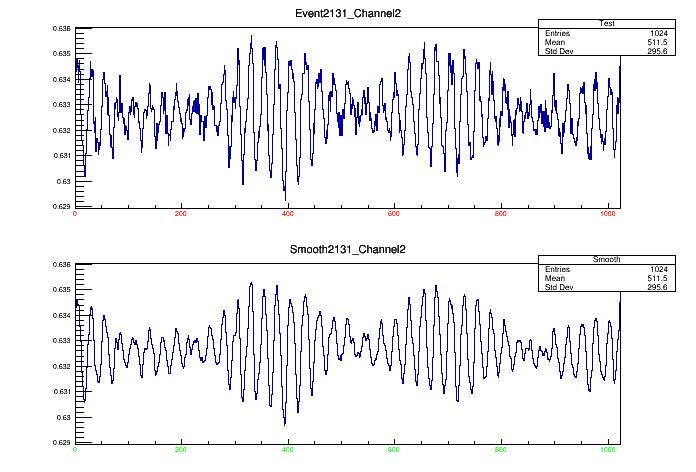 Event2131_Channel2
Test
Entries 1024
Mean 511.5
Std Dev 295.6
0.636
0.635
0.634
0.633
0.632
0.631
0.63
0.629
0 200 400 600 800 1000
Smooth2131_Channel2
Smooth
Entries 1024
Mean 511.5
Std Dev 295.6
0.636
0.635
0.634
0.633
0.632
0.631
0.63
0.629
0 200 400 600 800 1000